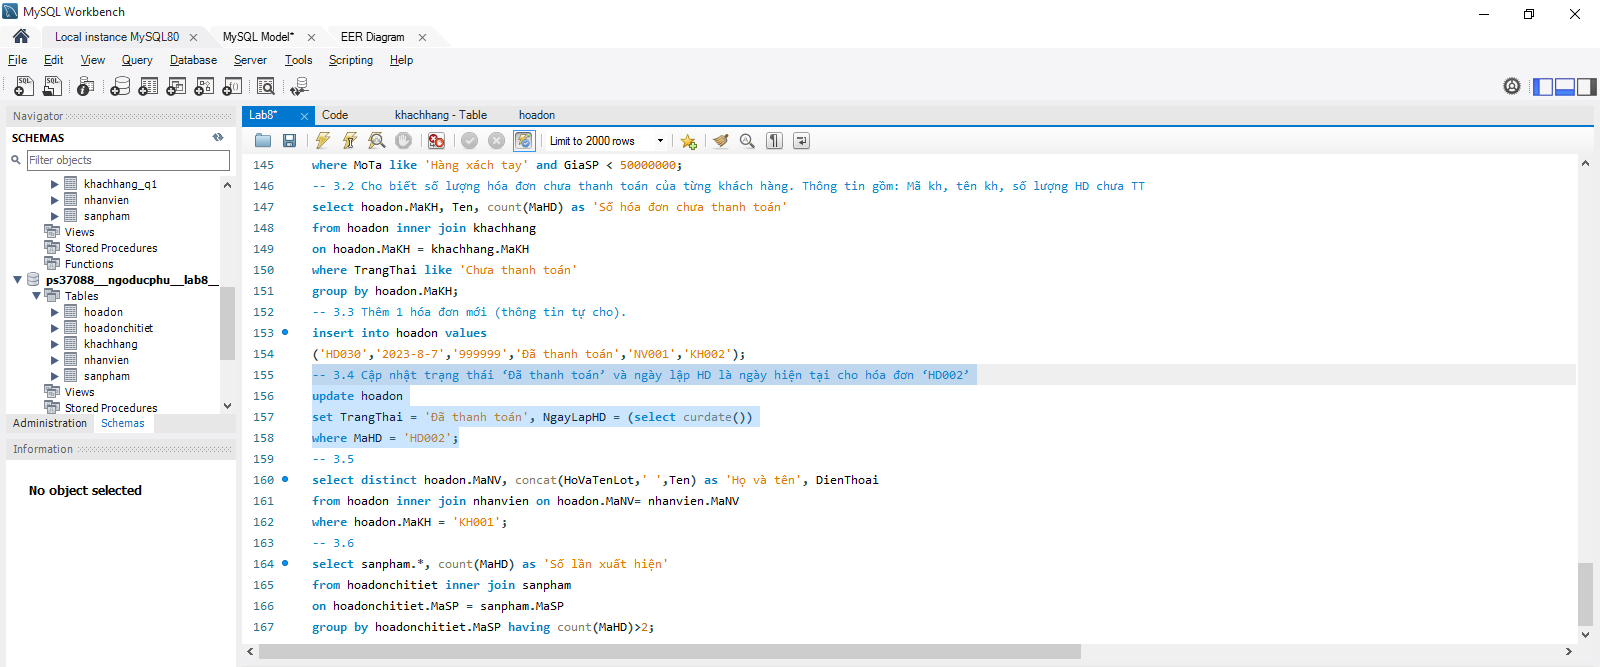 MySQL Workbench
Local instance MySQL80
MySQL Model*
EER Diagram
File Edit View Query Database Server Tools Scripting Help
Navigator
SCHEMAS
Filter objects
khachhang_q1
nhanvien
sanpham
Views
Stored Procedures
Functions
ps37088__ngoducphu__lab8__
Tables
hoadon
hoadonchitiet
khachhang
nhanvien
sanpham
Views
Stored Procedures
Administration Schemas
Information
No object selected
Lab8* Code khachhang - Table hoadon
Limit to 2000 rows
145 where MoTa like 'Hàng xách tay' and GiaSP < 50000000;
146 -- 3.2 Cho biết số lượng hóa đơn chưa thanh toán của từng khách hàng. Thông tin gồm: Mã kh, tên kh, số lượng HD chưa TT
147 select hoadon.MaKH, Ten, count(MaHD) as 'Số hóa đơn chưa thanh toán'
148 from hoadon inner join khachhang
149 on hoadon.MaKH = khachhang.MaKH
150 where TrangThai like 'Chưa thanh toán'
151 group by hoadon.MaKH;
152 -- 3.3 Thêm 1 hóa đơn mới (thông tin tự cho).
153 insert into hoadon values
154 ('HD030','2023-8-7','999999','Đã thanh toán','NV001','KH002');
155 -- 3.4 Cập nhật trạng thái ‘Đã thanh toán’ và ngày lập HD là ngày hiện tại cho hóa đơn ‘HD002’
156 update hoadon
157 set TrangThai = 'Đã thanh toán', NgayLapHD = (select curdate())
158 where MaHD = 'HD002';
159 -- 3.5
160 select distinct hoadon.MaNV, concat(HoVaTenLot,' ',Ten) as 'Họ và tên', DienThoai
161 from hoadon inner join nhanvien on hoadon.MaNV= nhanvien.MaNV
162 where hoadon.MaKH = 'KH001';
163 -- 3.6
164 select sanpham.*, count(MaHD) as 'Số lần xuất hiện'
165 from hoadonchitiet inner join sanpham
166 on hoadonchitiet.MaSP = sanpham.MaSP
167 group by hoadonchitiet.MaSP having count(MaHD)>2;